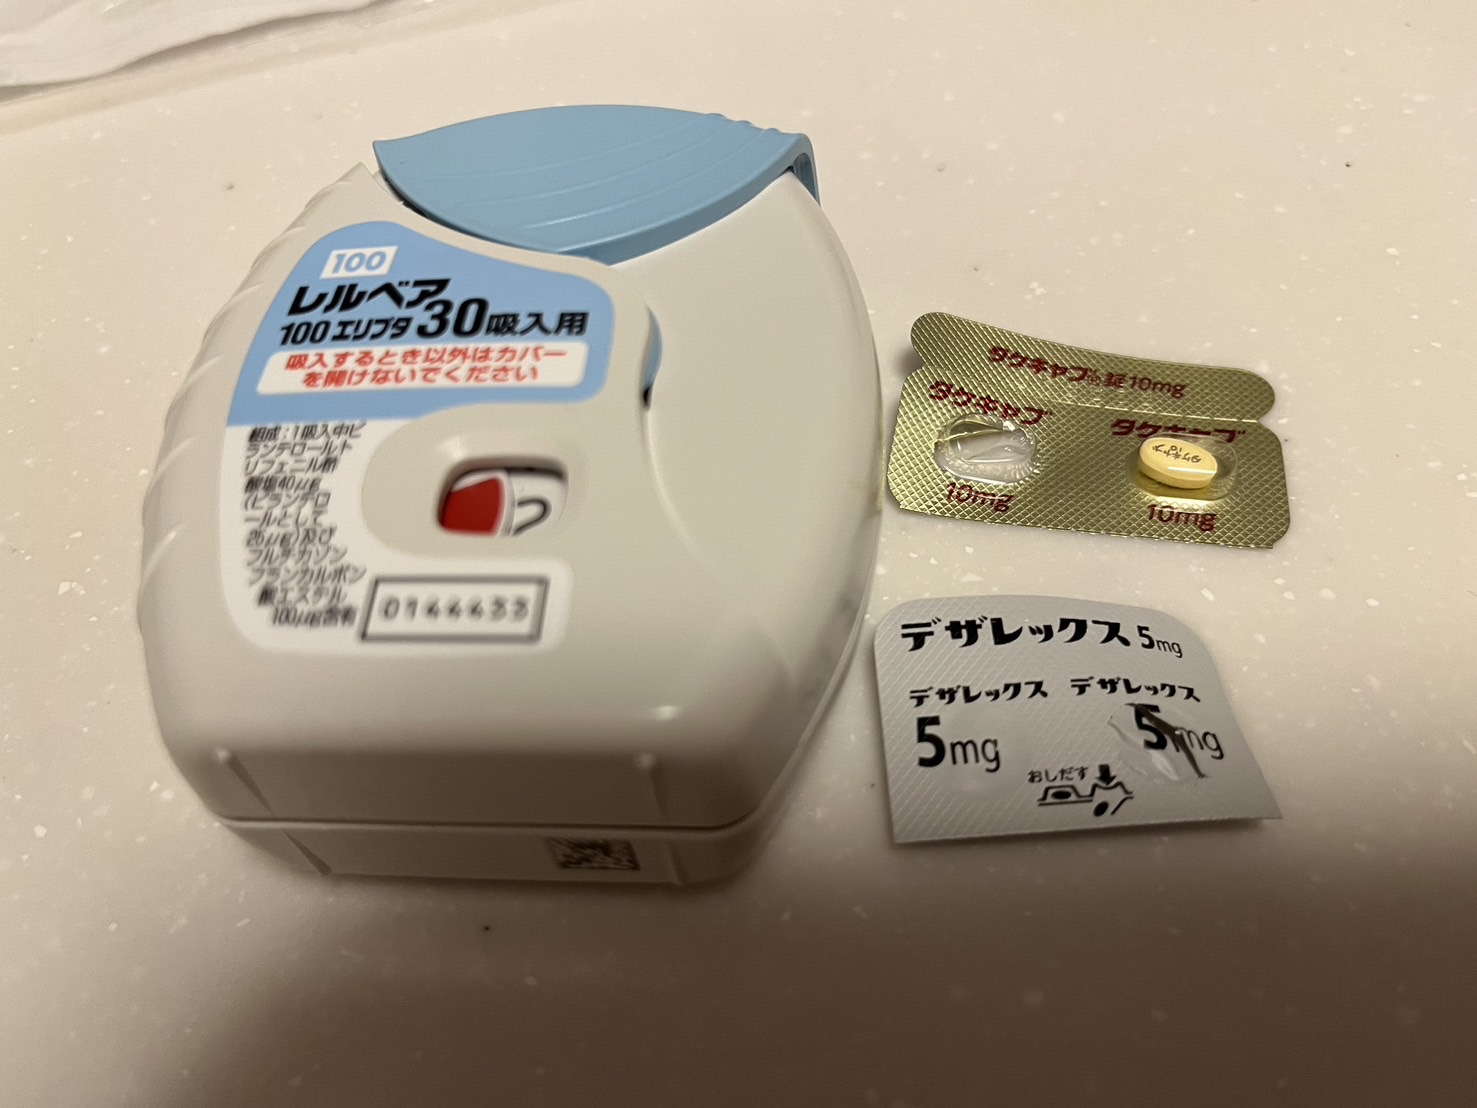 100
レルベア
100エリプタ30吸入用
吸入するとき以外はカバー
を開けないでください
組成:1吸入中ビ
ランテロールト
リフェニル酢
酸塩40μg
(ビランテロ
ールとして
25μg)及び
フルチカゾン
フランカルボン
酸エステル
100μg含有
0144433
タケキャブ錠10mg
タケキャブ
タケキャブ
10mg
10mg
デザレックス5mg
デザレックス
デザレックス
5mg
5mg
おしだす